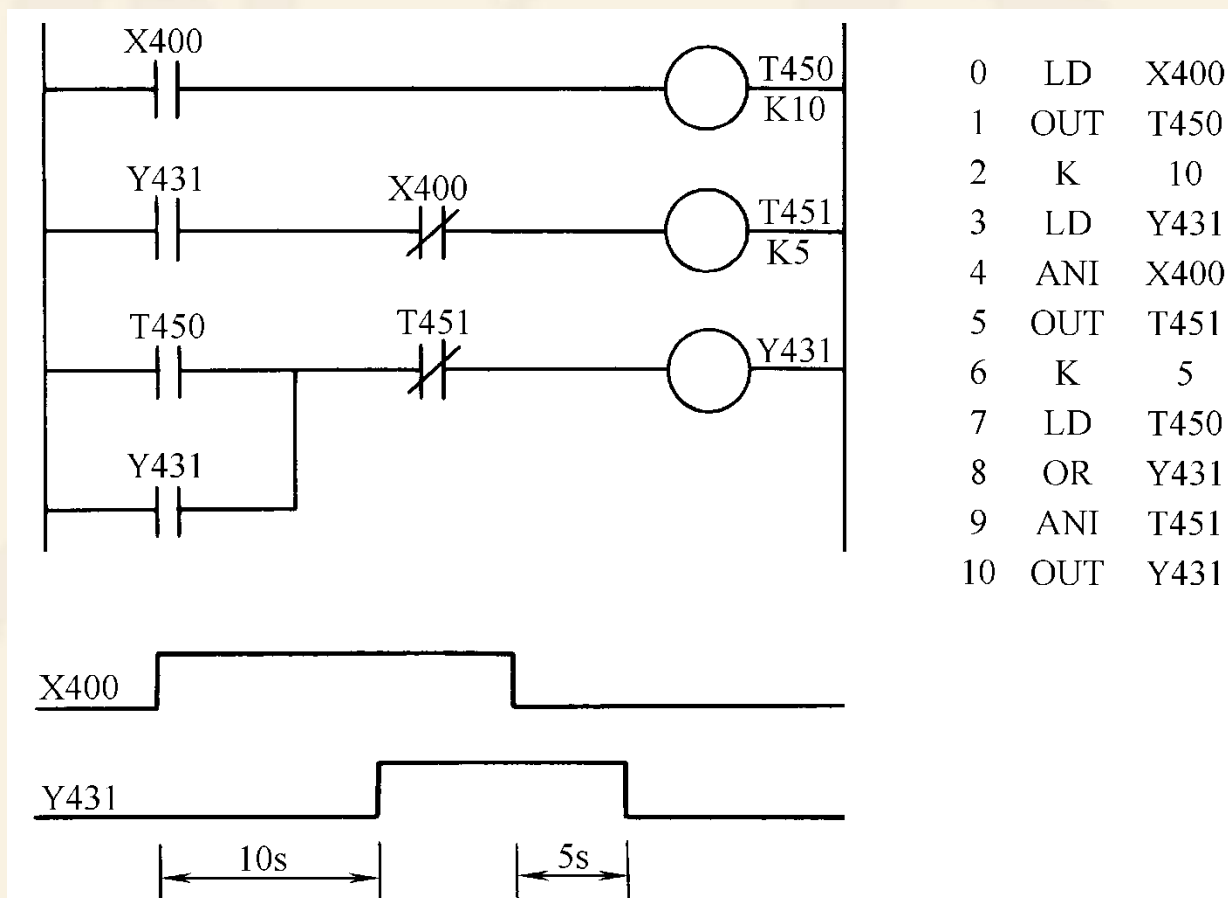 X400
T450
K10
Y431
X400
T451
K5
T450
T451
Y431
Y431
0 LD X400
1 OUT T450
2 K 10
3 LD Y431
4 ANI X400
5 OUT T451
6 K 5
7 LD T450
8 OR Y431
9 ANI T451
10 OUT Y431
X400
Y431
10s
5s